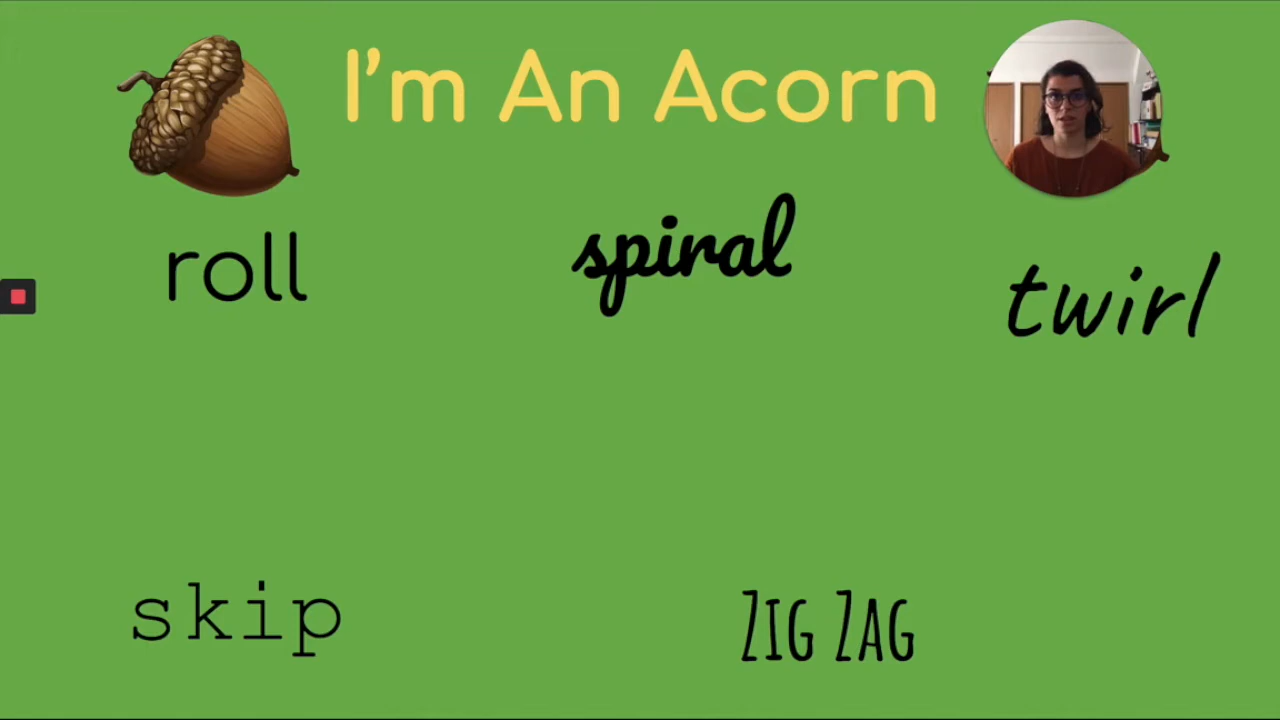 I'm An Acorn
roll
spiral
twirl
skip
ZIG ZAG